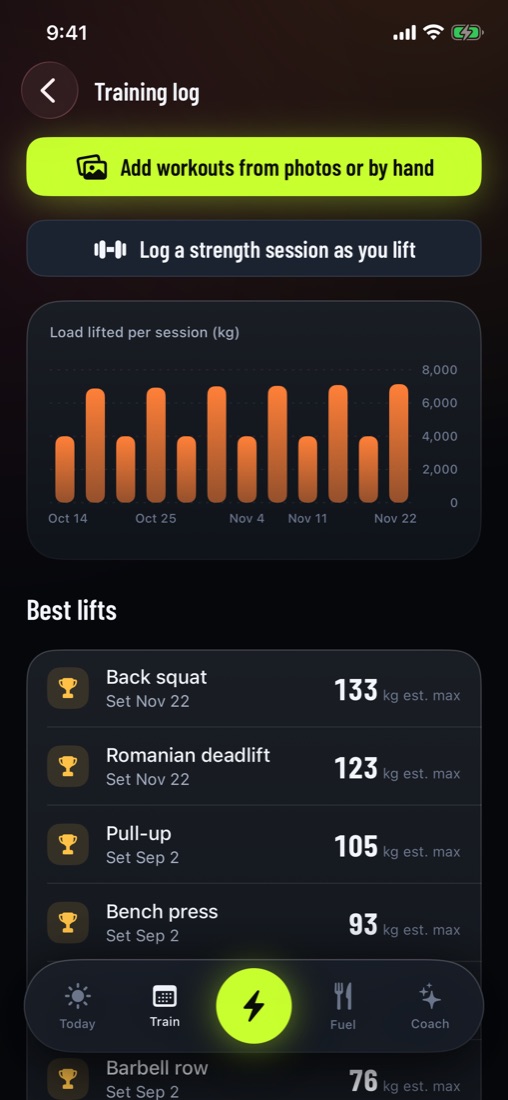 9:41
Training log
Add workouts from photos or by hand
Log a strength session as you lift
Load lifted per session (kg)
8,000
6,000
4,000
2,000
0
Oct 14
Oct 25
Nov 4
Nov 11
Nov 22
Best lifts
Back squat
Set Nov 22
133 kg est. max
Romanian deadlift
Set Nov 22
123 kg est. max
Pull-up
Set Sep 2
105 kg est. max
Bench press
Set Sep 2
93 kg est. max
Today
Train
Fuel
Coach
Barbell row
Set Sep 2
76 kg est. max